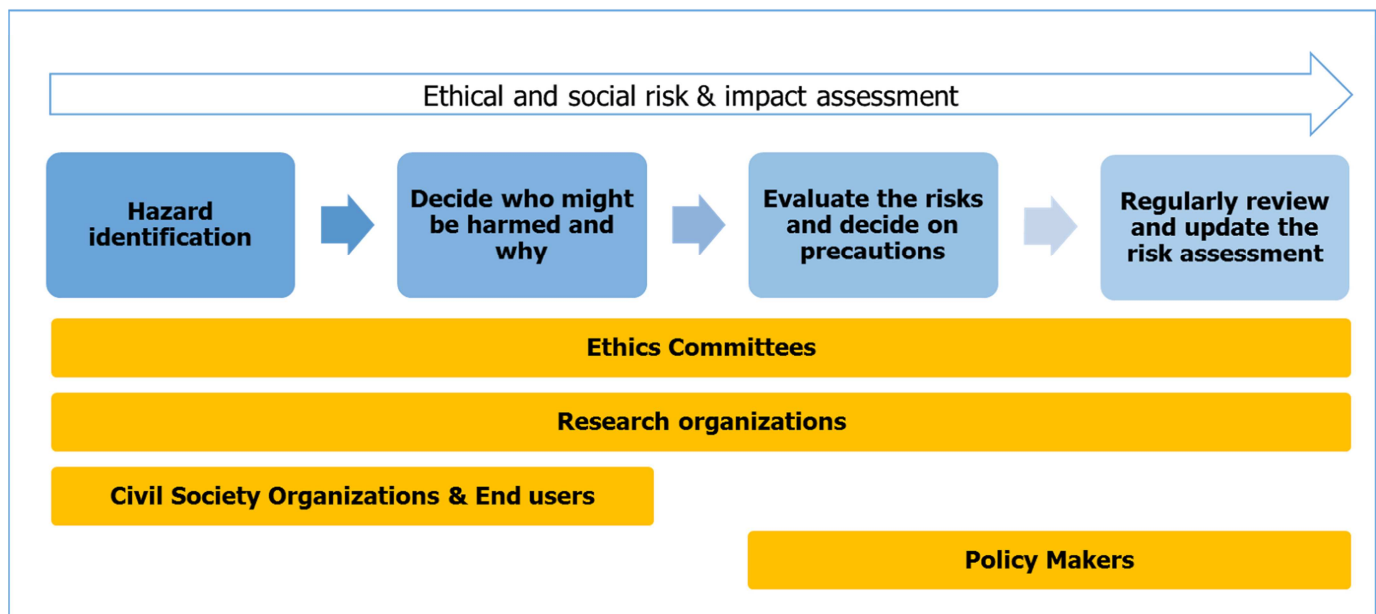 Ethical and social risk & impact assessment
Hazard
identification
Decide who might
be harmed and
why
Evaluate the risks
and decide on
precautions
Regularly review
and update the
risk assessment
Ethics Committees
Research organizations
Civil Society Organizations & End users
Policy Makers